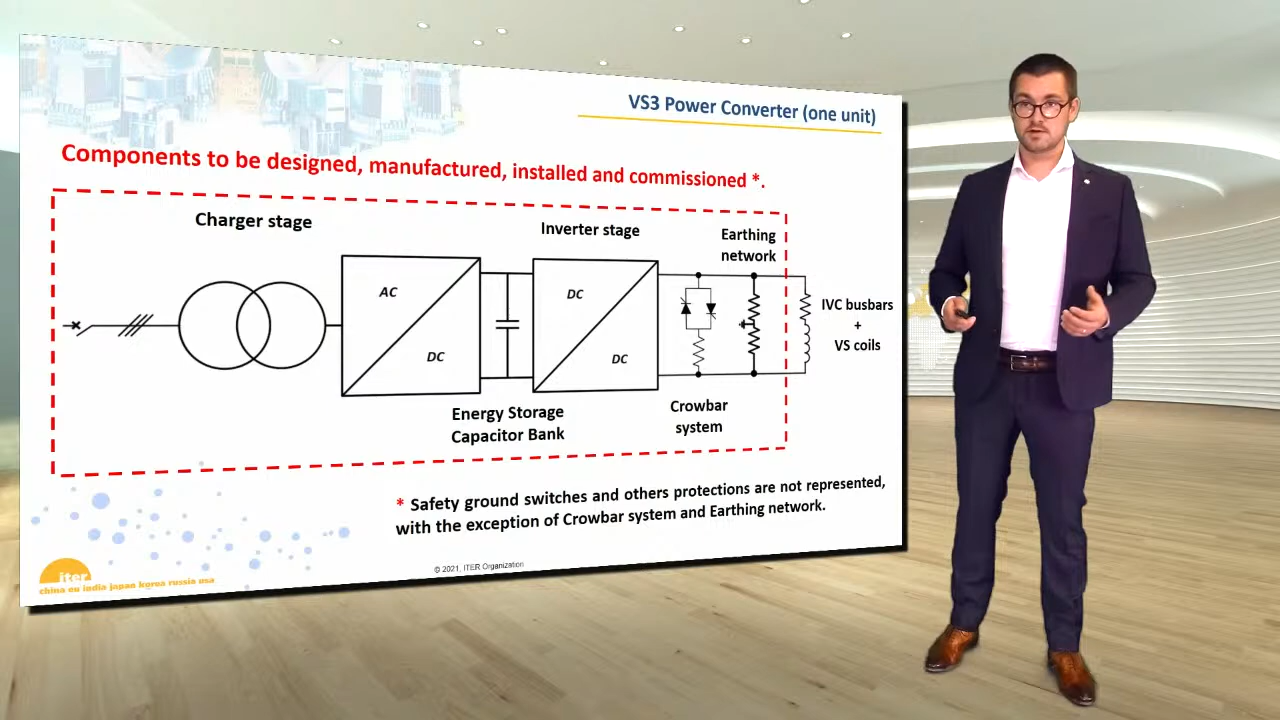 VS3 Power Converter (one unit)
Components to be designed, manufactured, installed and commissioned *.
Charger stage
Inverter stage
Earthing
network
AC
DC
DC
DC
IVC busbars
+
VS coils
Energy Storage
Capacitor Bank
Crowbar
system
* Safety ground switches and others protections are not represented,
with the exception of Crowbar system and Earthing network.
iter
china eu india japan korea russia usa
© 2021, ITER Organization